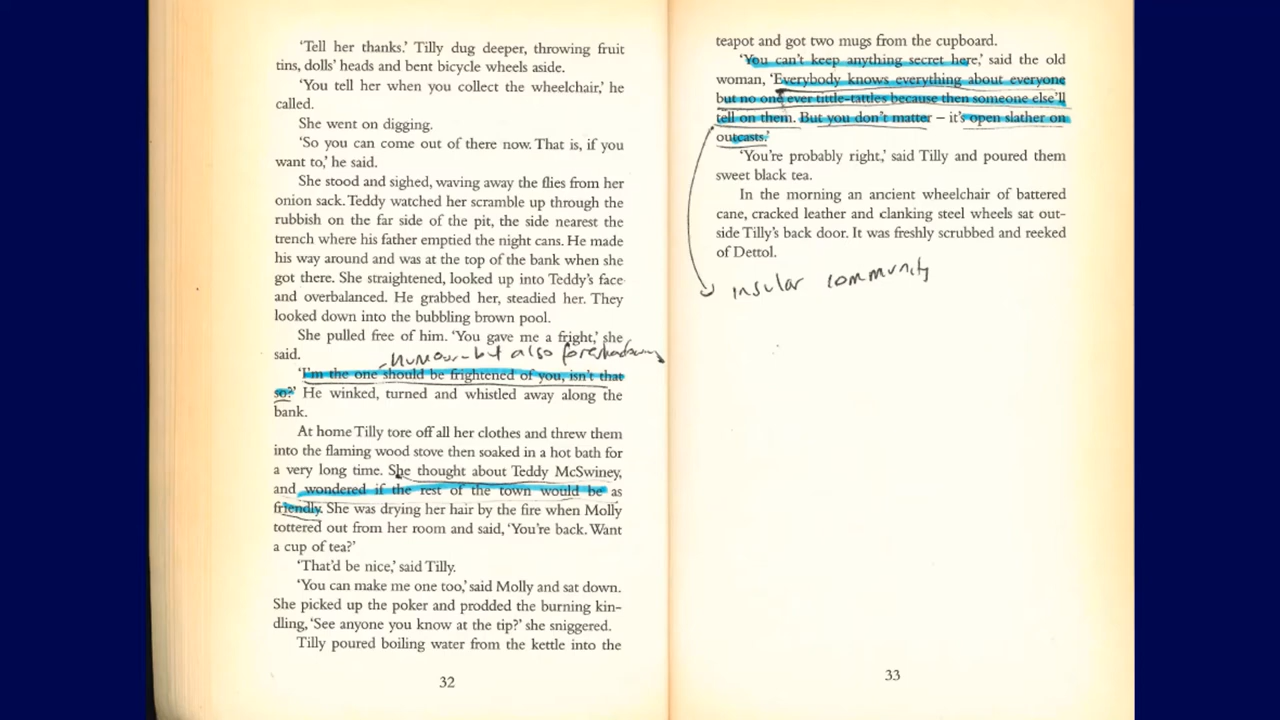 ‘Tell her thanks.’ Tilly dug deeper, throwing fruit
tins, dolls’ heads and bent bicycle wheels aside.
‘You tell her when you collect the wheelchair,’ he
called.
She went on digging.
‘So you can come out of there now. That is, if you
want to,’ he said.
She stood and sighed, waving away the flies from her
onion sack. Teddy watched her scramble up through the
rubbish on the far side of the pit, the side nearest the
trench where his father emptied the night cans. He made
his way around and was at the top of the bank when she
got there. She straightened, looked up into Teddy’s face
and overbalanced. He grabbed her, steadied her. They
looked down into the bubbling brown pool.
She pulled free of him. ‘You gave me a fright,’ she
said.
humour - but also foreshadowing
‘I’m the one should be frightened of you, isn’t that
so?’ He winked, turned and whistled away along the
bank.
At home Tilly tore off all her clothes and threw them
into the flaming wood stove then soaked in a hot bath for
a very long time. She thought about Teddy McSwiney,
and wondered if the rest of the town would be as
friendly. She was drying her hair by the fire when Molly
tottered out from her room and said, ‘You’re back. Want
a cup of tea?’
‘That’d be nice,’ said Tilly.
‘You can make me one too,’ said Molly and sat down.
She picked up the poker and prodded the burning kin-
dling, ‘See anyone you know at the tip?’ she sniggered.
Tilly poured boiling water from the kettle into the
32
teapot and got two mugs from the cupboard.
‘You can’t keep anything secret here,’ said the old
woman, ‘Everybody knows everything about everyone
but no one ever tittle-tattles because then someone else’ll
tell on them. But you don’t matter – it’s open slather on
outcasts.’
‘You’re probably right,’ said Tilly and poured them
sweet black tea.
In the morning an ancient wheelchair of battered
cane, cracked leather and clanking steel wheels sat out-
side Tilly’s back door. It was freshly scrubbed and reeked
of Dettol.
insular community
33